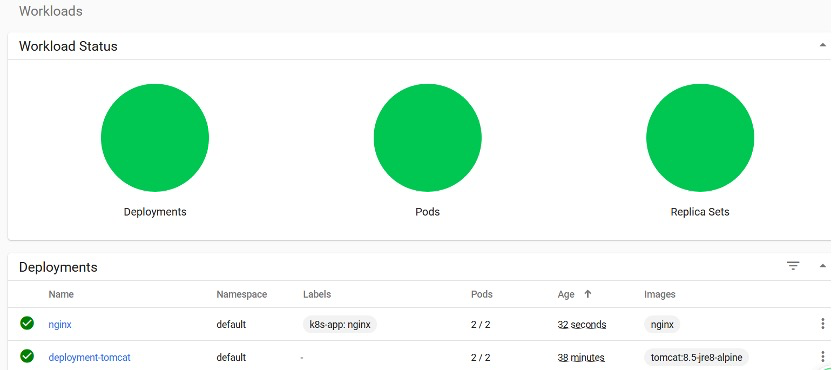 Workloads
Workload Status
Deployments Pods Replica Sets
Deployments
Name Namespace Labels Pods Age Images
nginx default k8s-app: nginx 2 / 2 32 seconds nginx
deployment-tomcat default - 2 / 2 38 minutes tomcat:8.5-jre8-alpine